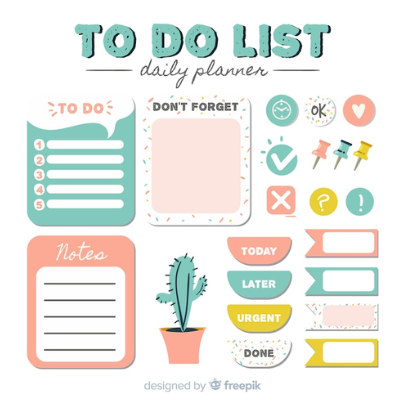 TO DO LIST
daily planner
TO DO
1
2
3
4
5
DON'T FORGET
OK
?
!
Notes
TODAY
LATER
URGENT
DONE
designed by freepik